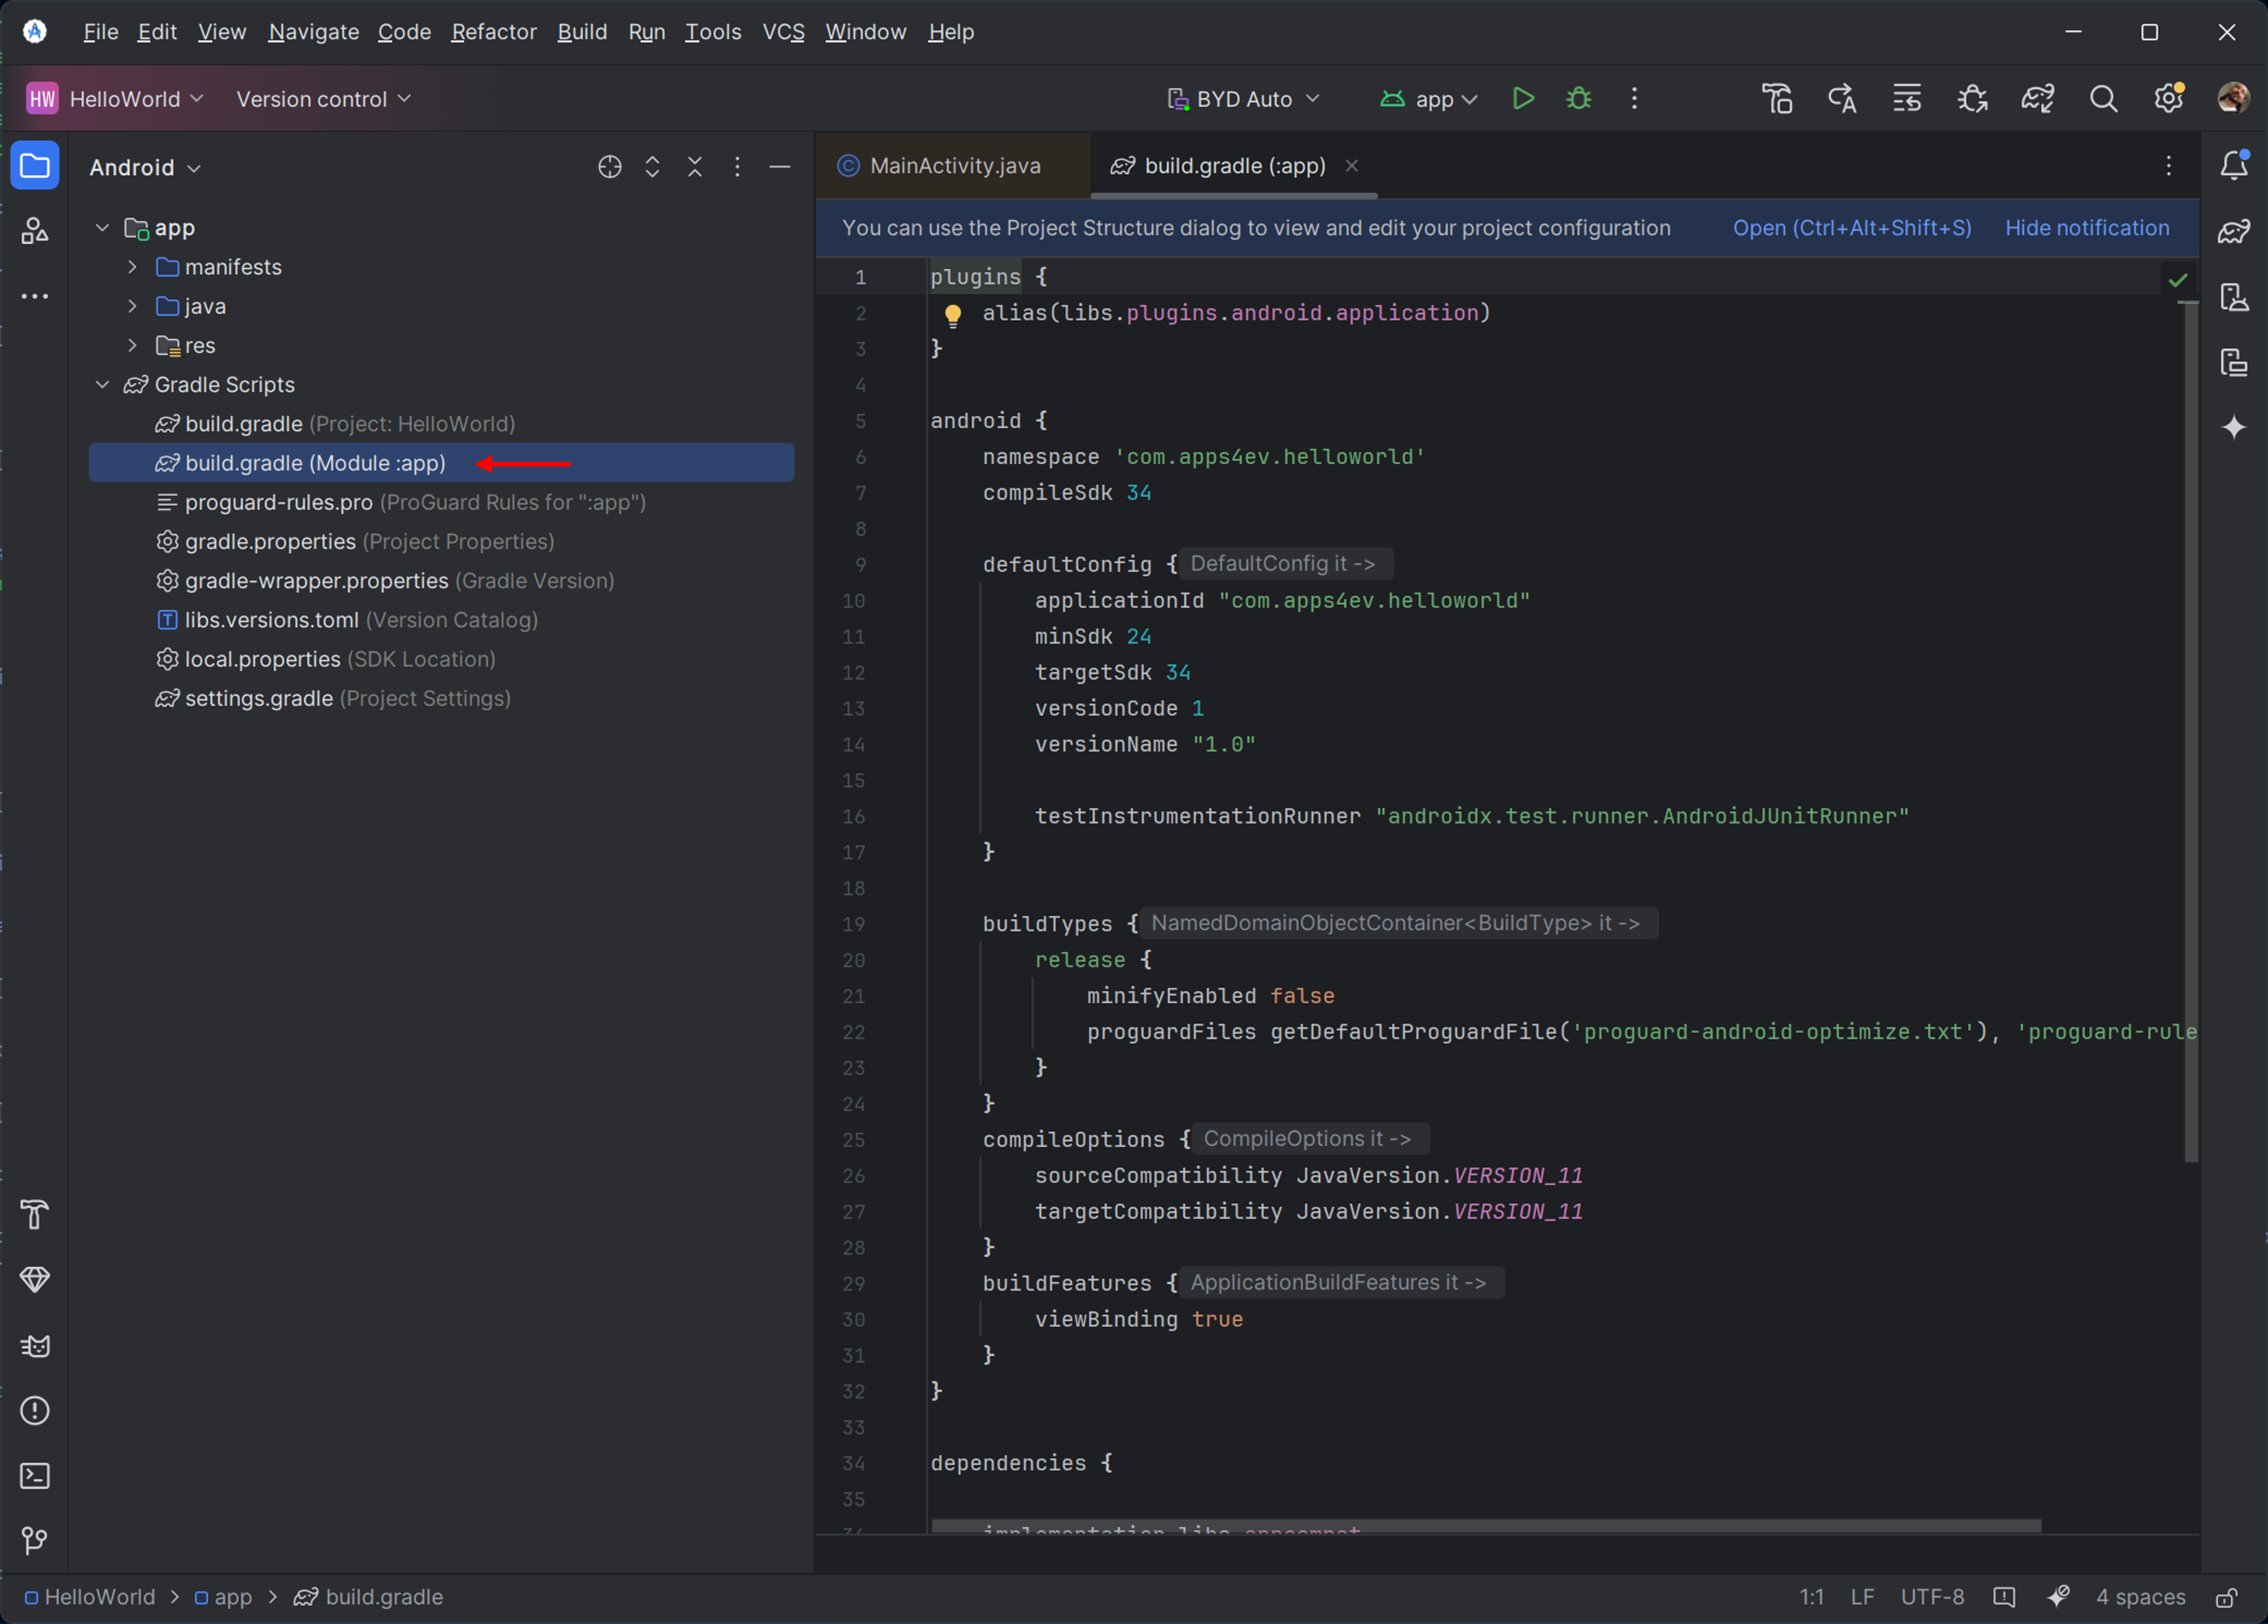 File Edit View Navigate Code Refactor Build Run Tools VCS Window Help
HW HelloWorld Version control BYD Auto app
Android
app
manifests
java
res
Gradle Scripts
build.gradle (Project: HelloWorld)
build.gradle (Module :app)
proguard-rules.pro (ProGuard Rules for ":app")
gradle.properties (Project Properties)
gradle-wrapper.properties (Gradle Version)
libs.versions.toml (Version Catalog)
local.properties (SDK Location)
settings.gradle (Project Settings)
MainActivity.java build.gradle (:app)
You can use the Project Structure dialog to view and edit your project configuration Open (Ctrl+Alt+Shift+S) Hide notification
1 plugins {
2 alias(libs.plugins.android.application)
3 }
4
5 android {
6 namespace 'com.apps4ev.helloworld'
7 compileSdk 34
8
9 defaultConfig { DefaultConfig it ->
10 applicationId "com.apps4ev.helloworld"
11 minSdk 24
12 targetSdk 34
13 versionCode 1
14 versionName "1.0"
15
16 testInstrumentationRunner "androidx.test.runner.AndroidJUnitRunner"
17 }
18
19 buildTypes { NamedDomainObjectContainer<BuildType> it ->
20 release {
21 minifyEnabled false
22 proguardFiles getDefaultProguardFile('proguard-android-optimize.txt'), 'proguard-rule
23 }
24 }
25 compileOptions { CompileOptions it ->
26 sourceCompatibility JavaVersion.VERSION_11
27 targetCompatibility JavaVersion.VERSION_11
28 }
29 buildFeatures { ApplicationBuildFeatures it ->
30 viewBinding true
31 }
32 }
33
34 dependencies {
35
36 implementation libs.appcompat
HelloWorld > app > build.gradle 1:1 LF UTF-8 4 spaces